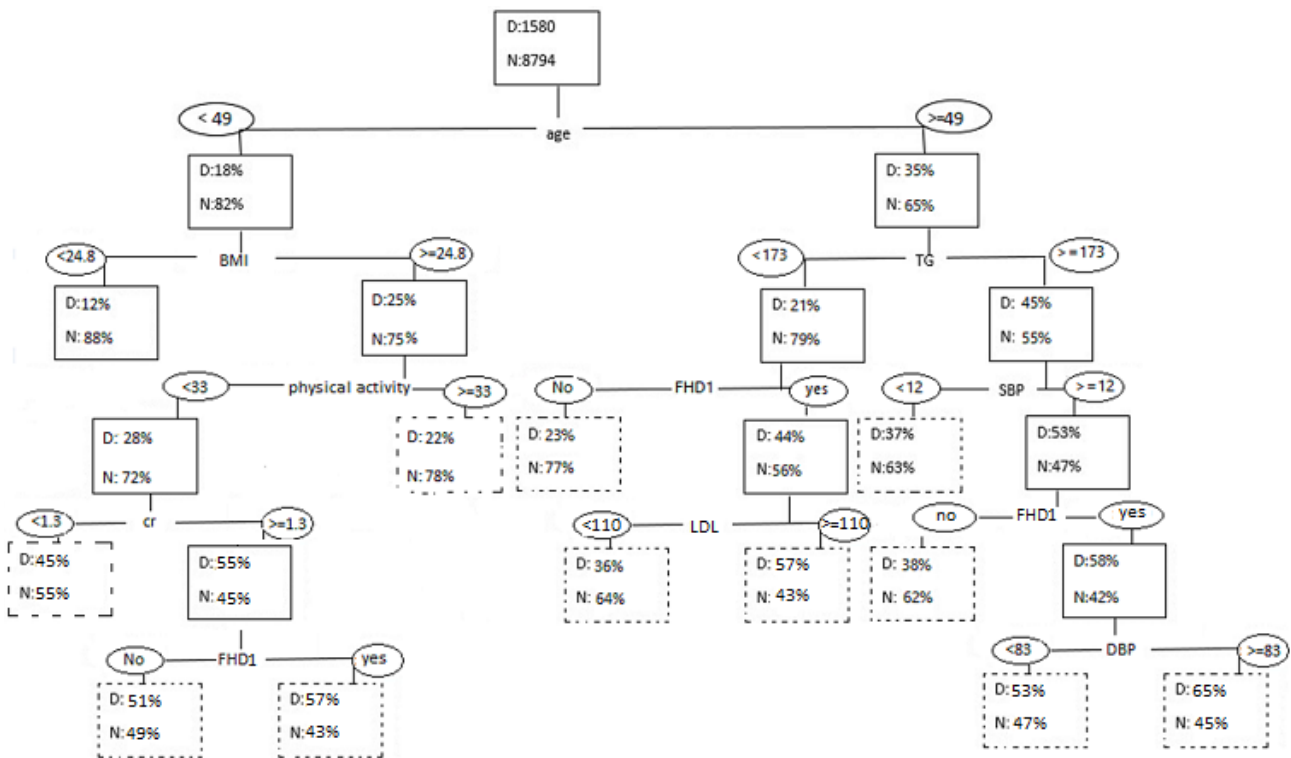 D:1580
N:8794
< 49
age
>=49
D:18%
N:82%
D: 35%
N: 65%
<24.8
BMI
>=24.8
<173
TG
>=173
D:12%
N: 88%
D:25%
N:75%
D: 21%
N: 79%
D: 45%
N: 55%
<33
physical activity
>=33
No
FHD1
yes
<12
SBP
>=12
D: 28%
N: 72%
D: 22%
N: 78%
D: 23%
N: 77%
D: 44%
N:56%
D:37%
N:63%
D:53%
N:47%
<1.3
cr
>=1.3
<110
LDL
>=110
no
FHD1
yes
D:45%
N:55%
D: 55%
N: 45%
D: 36%
N: 64%
D: 57%
N: 43%
D: 38%
N: 62%
D:58%
N:42%
No
FHD1
yes
<83
DBP
>=83
D: 51%
N:49%
D:57%
N:43%
D: 53%
N: 47%
D: 65%
N: 45%